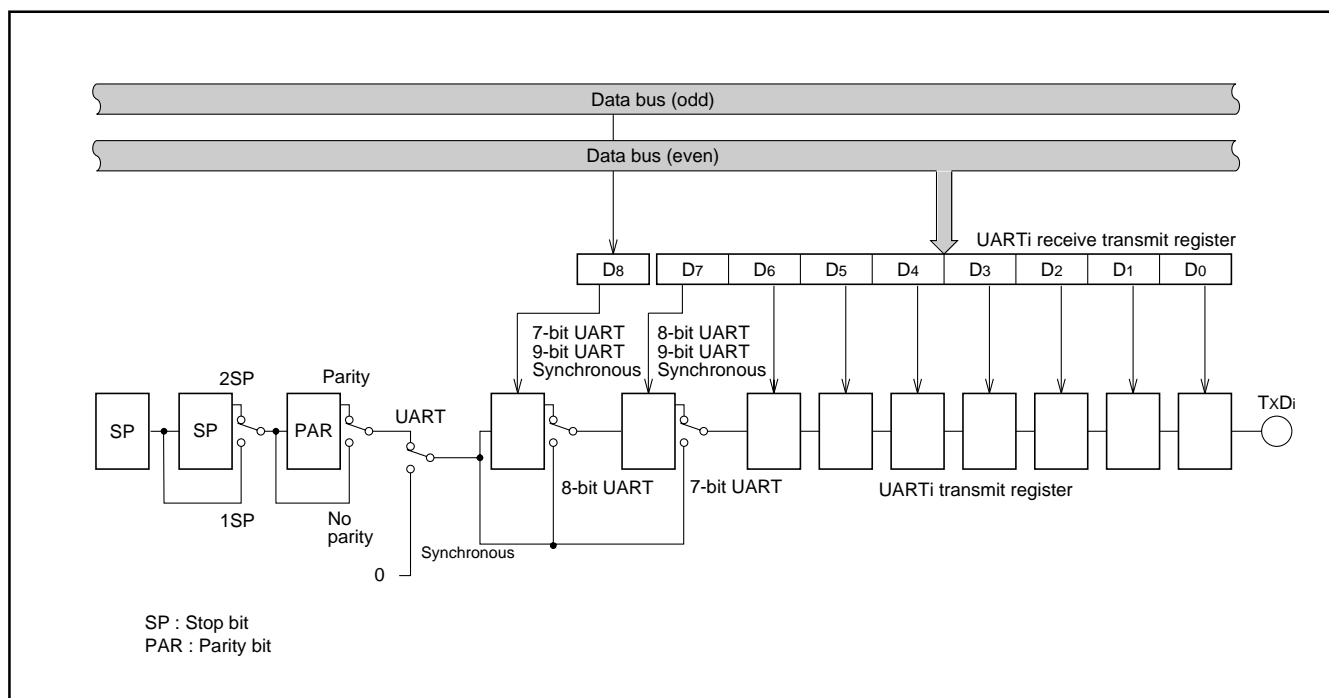 Data bus (odd)
Data bus (even)
UARTi receive transmit register
D8
D7
D6
D5
D4
D3
D2
D1
D0
7-bit UART
9-bit UART
Synchronous
8-bit UART
9-bit UART
Synchronous
2SP
Parity
UART
TxDi
SP
SP
PAR
8-bit UART
7-bit UART
UARTi transmit register
1SP
No
parity
Synchronous
0
SP : Stop bit
PAR : Parity bit